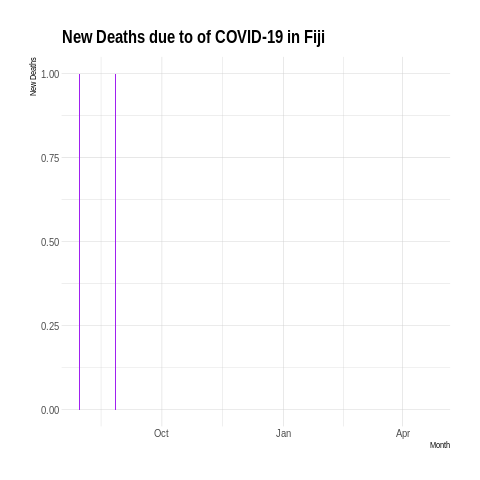 New Deaths due to of COVID-19 in Fiji
New Deaths
1.00
0.75
0.50
0.25
0.00
Oct Jan Apr
Month